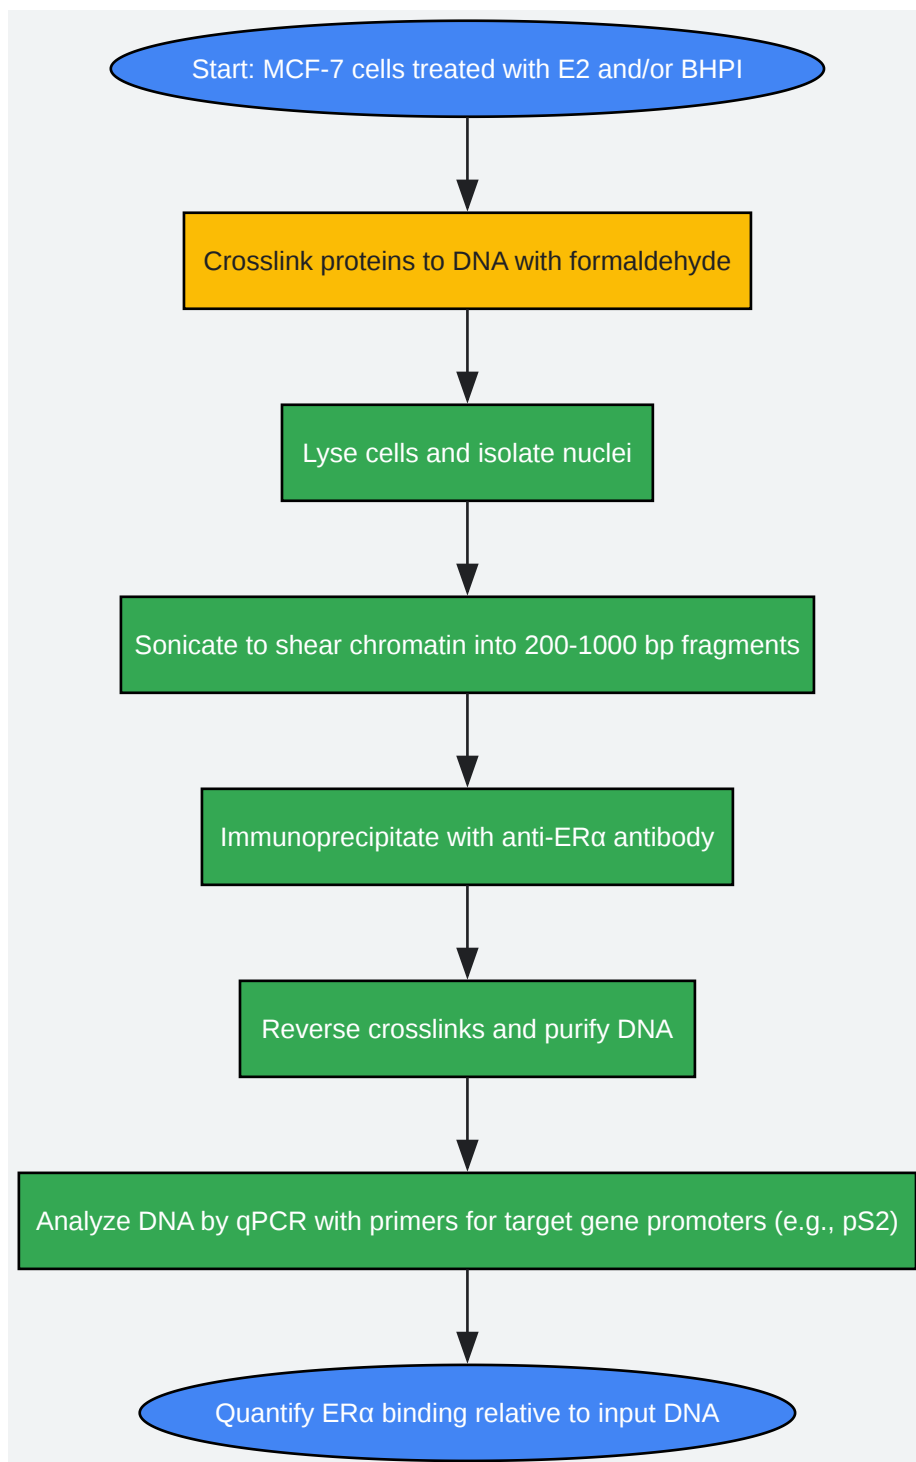 Start: MCF-7 cells treated with E2 and/or BHPI
Crosslink proteins to DNA with formaldehyde
Lyse cells and isolate nuclei
Sonicate to shear chromatin into 200-1000 bp fragments
Immunoprecipitate with anti-ERα antibody
Reverse crosslinks and purify DNA
Analyze DNA by qPCR with primers for target gene promoters (e.g., pS2)
Quantify ERα binding relative to input DNA